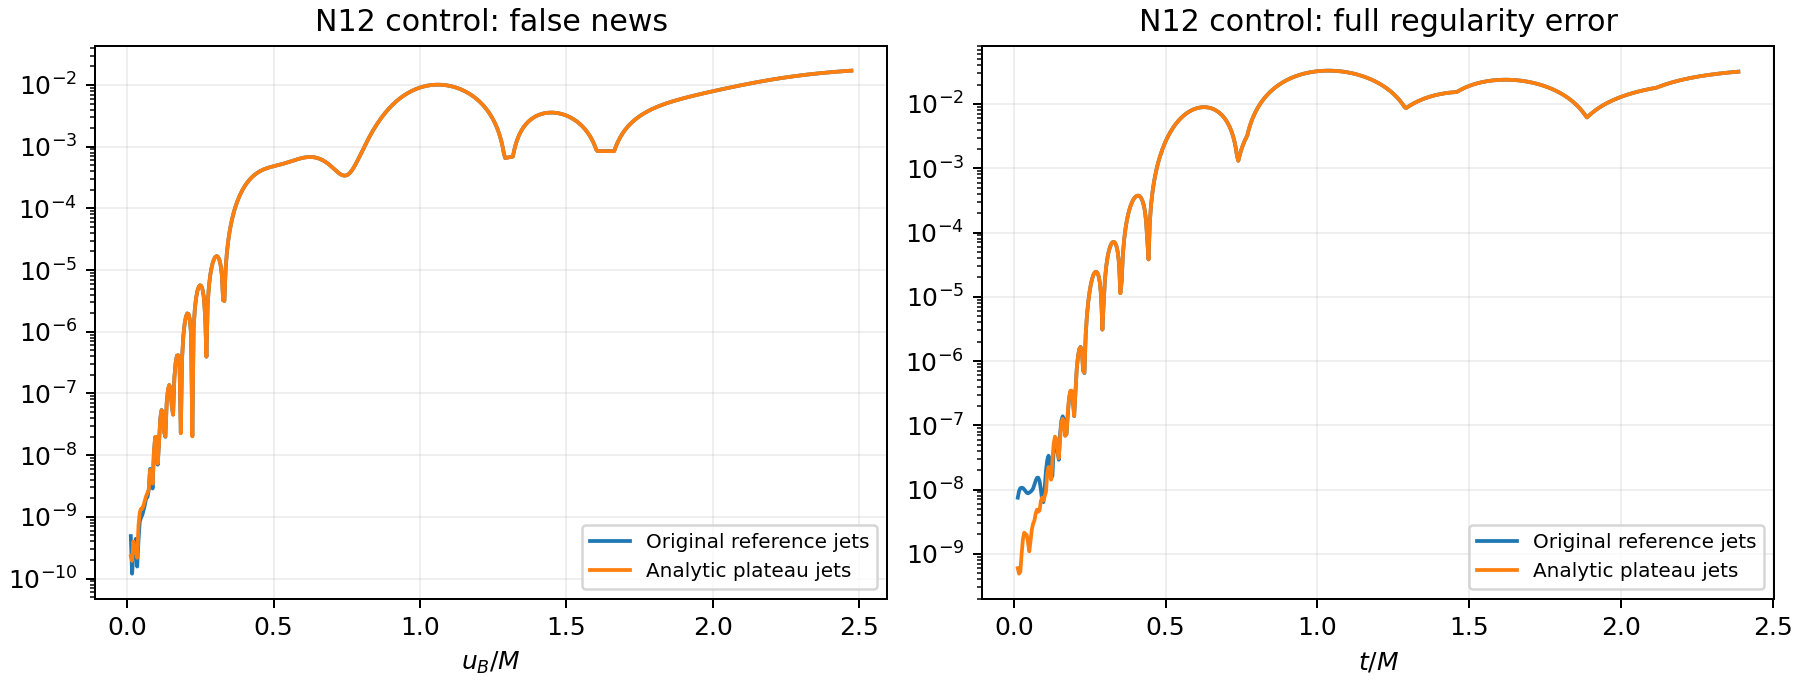 N12 control: false news
10⁻²
10⁻³
10⁻⁴
10⁻⁵
10⁻⁶
10⁻⁷
10⁻⁸
10⁻⁹
10⁻¹⁰
Original reference jets
Analytic plateau jets
0.0 0.5 1.0 1.5 2.0 2.5
u_B/M
N12 control: full regularity error
10⁻²
10⁻³
10⁻⁴
10⁻⁵
10⁻⁶
10⁻⁷
10⁻⁸
10⁻⁹
Original reference jets
Analytic plateau jets
0.0 0.5 1.0 1.5 2.0 2.5
t/M